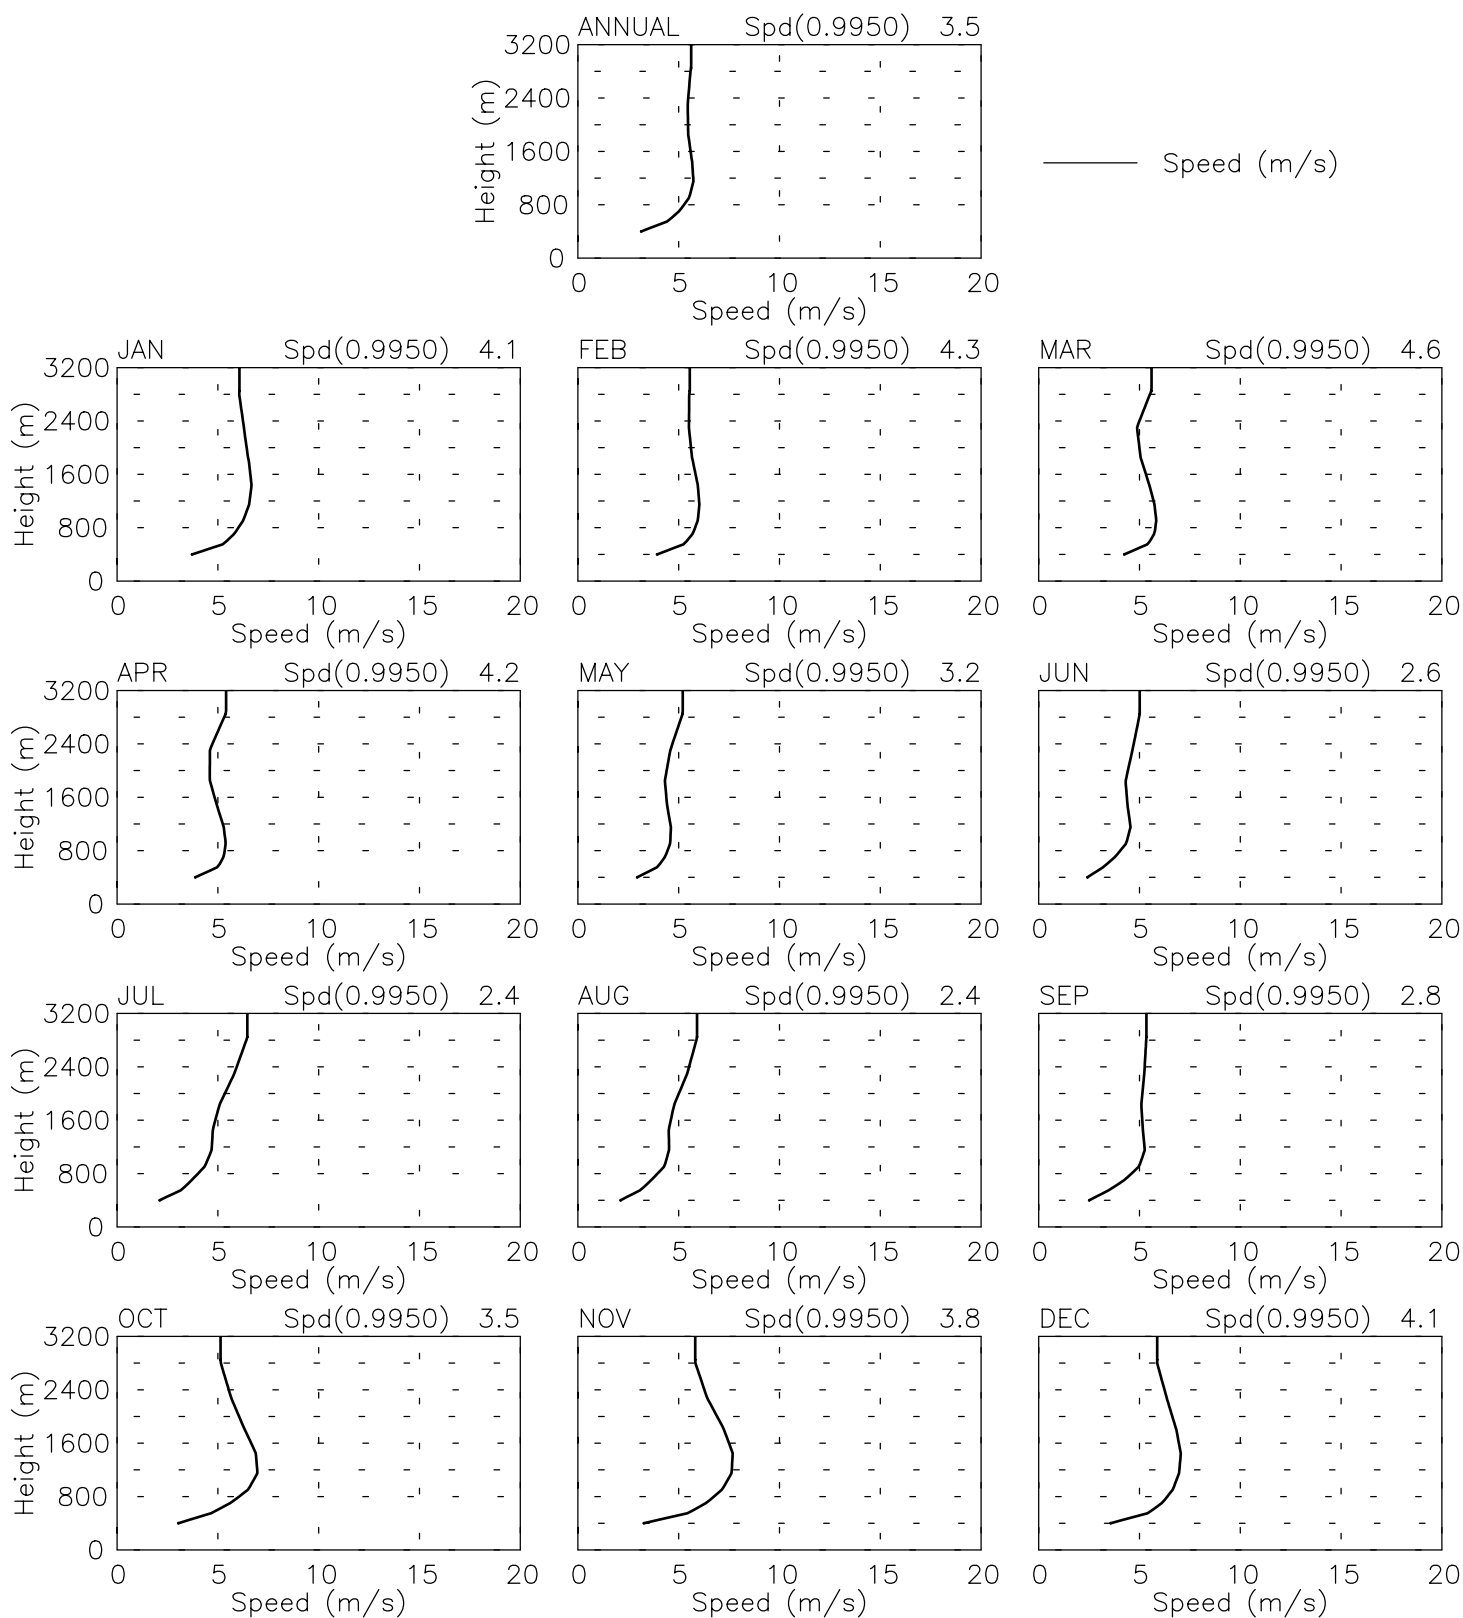 ANNUAL Spd(0.9950) 3.5
3200
2400
1600
800
0
Height (m)
0 5 10 15 20
Speed (m/s)
Speed (m/s)
JAN Spd(0.9950) 4.1
3200
2400
1600
800
0
Height (m)
0 5 10 15 20
Speed (m/s)
FEB Spd(0.9950) 4.3
0 5 10 15 20
Speed (m/s)
MAR Spd(0.9950) 4.6
0 5 10 15 20
Speed (m/s)
APR Spd(0.9950) 4.2
3200
2400
1600
800
0
Height (m)
0 5 10 15 20
Speed (m/s)
MAY Spd(0.9950) 3.2
0 5 10 15 20
Speed (m/s)
JUN Spd(0.9950) 2.6
0 5 10 15 20
Speed (m/s)
JUL Spd(0.9950) 2.4
3200
2400
1600
800
0
Height (m)
0 5 10 15 20
Speed (m/s)
AUG Spd(0.9950) 2.4
0 5 10 15 20
Speed (m/s)
SEP Spd(0.9950) 2.8
0 5 10 15 20
Speed (m/s)
OCT Spd(0.9950) 3.5
3200
2400
1600
800
0
Height (m)
0 5 10 15 20
Speed (m/s)
NOV Spd(0.9950) 3.8
0 5 10 15 20
Speed (m/s)
DEC Spd(0.9950) 4.1
0 5 10 15 20
Speed (m/s)